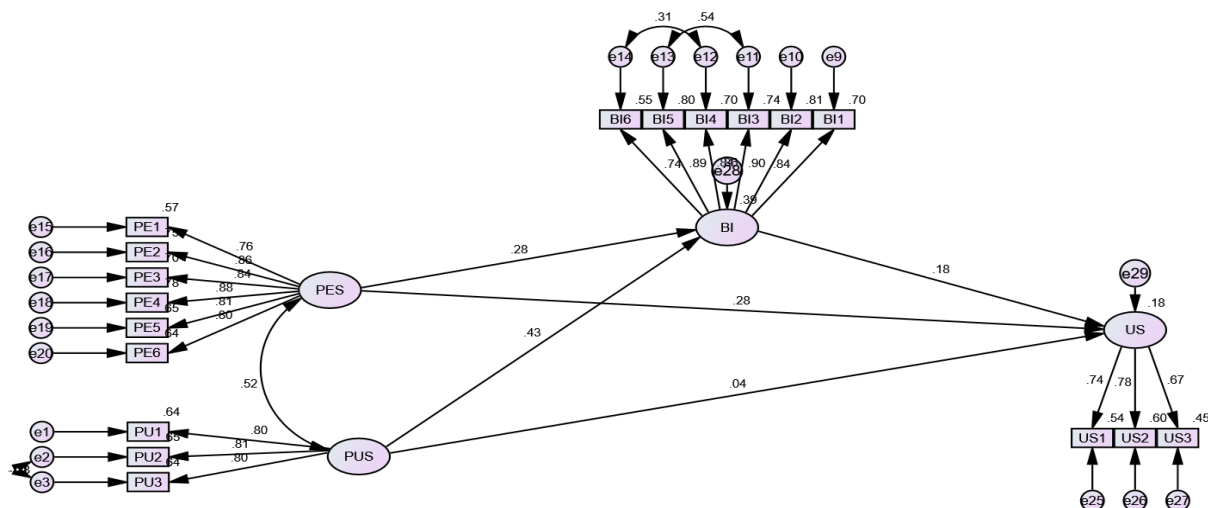 .31 .54
e14 e13 e12 e11 e10 e9
.55 .80 .70 .74 .81 .70
BI6 BI5 BI4 BI3 BI2 BI1
.74 .89 .90 .84
e28
.39
BI
.57
e15 PE1
e16 PE2 .76
e17 PE3 .86
.84
e18 PE4 .88
.65 .81
e19 PE5 .80
.64
e20 PE6
PES
.28
.18
.28
.43
.52
.04
e29
.18
US
.74 .78 .67
.54 .60 .45
US1 US2 US3
e25 e26 e27
.64
e1 PU1 .80
.65
e2 PU2 .81
.64 .80
e3 PU3
PUS